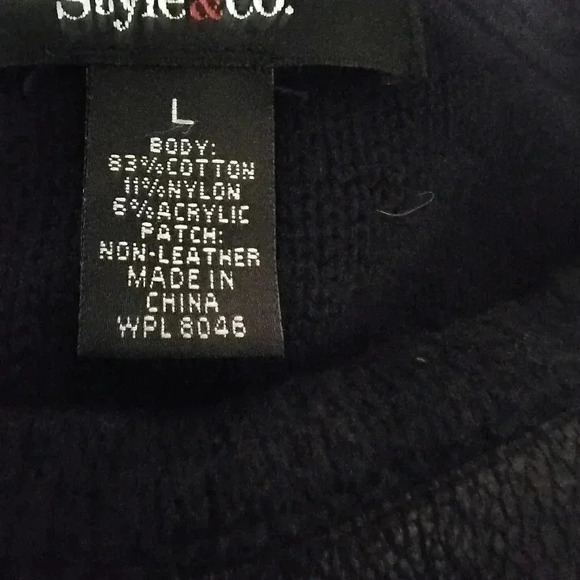 Style&co.
L
BODY:
83%COTTON
11%NYLON
6%ACRYLIC
PATCH:
NON-LEATHER
MADE IN
CHINA
WPL 8046